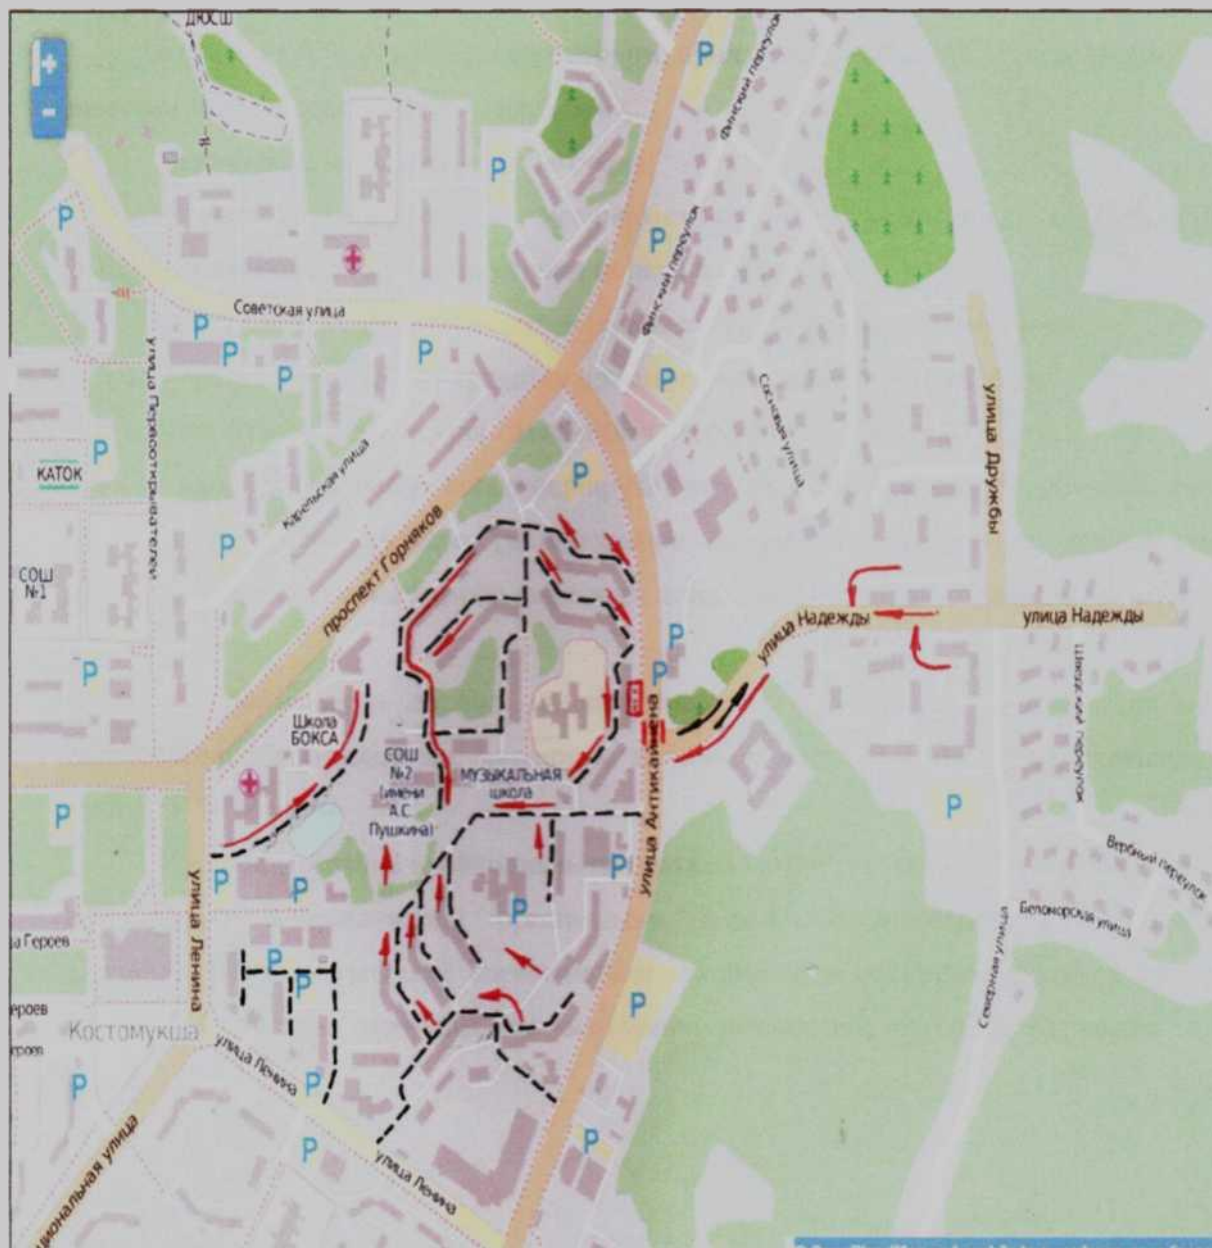 ДЮСШ
+
-
P
Финский переулок
P
P
P
Финский переулок
Советская улица
P
P
P
P
P
улица Первооткрывателей
Сосновая улица
улица Дружбы
P
КАТОК
Карельская улица
P
проспект Горняков
P
СОШ
№1
P
улица Надежды
улица Надежды
P
P
P
Школа
БОКСА
СОШ
№2
(имени
А.С.
Пушкина)
МУЗЫКАЛЬНАЯ
школа
улица Антикайнена
P
P
P
Вербный переулок
P
P
P
Беломорская улица
улица Ленина
Героев
P
P
P
Северная улица
Костомукша
улица Ленина
P
P
P
P
улица Ленина